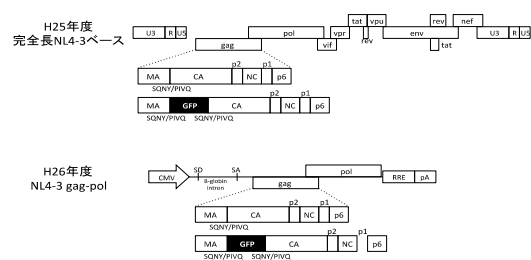 H25年度
完全長NL4-3ベース
U3 R U5
gag
pol
vif
vpr
tat
rev
vpu
env
rev
tat
nef
U3 R U5
MA CA p2 NC p1 p6
SQNY/PIVQ
MA GFP CA p2 NC p1 p6
SQNY/PIVQ SQNY/PIVQ
H26年度
NL4-3 gag-pol
CMV
SD
SA
B-globin
intron
gag
pol
RRE pA
MA CA p2 NC p1 p6
SQNY/PIVQ
MA GFP CA p2 NC p1 p6
SQNY/PIVQ SQNY/PIVQ